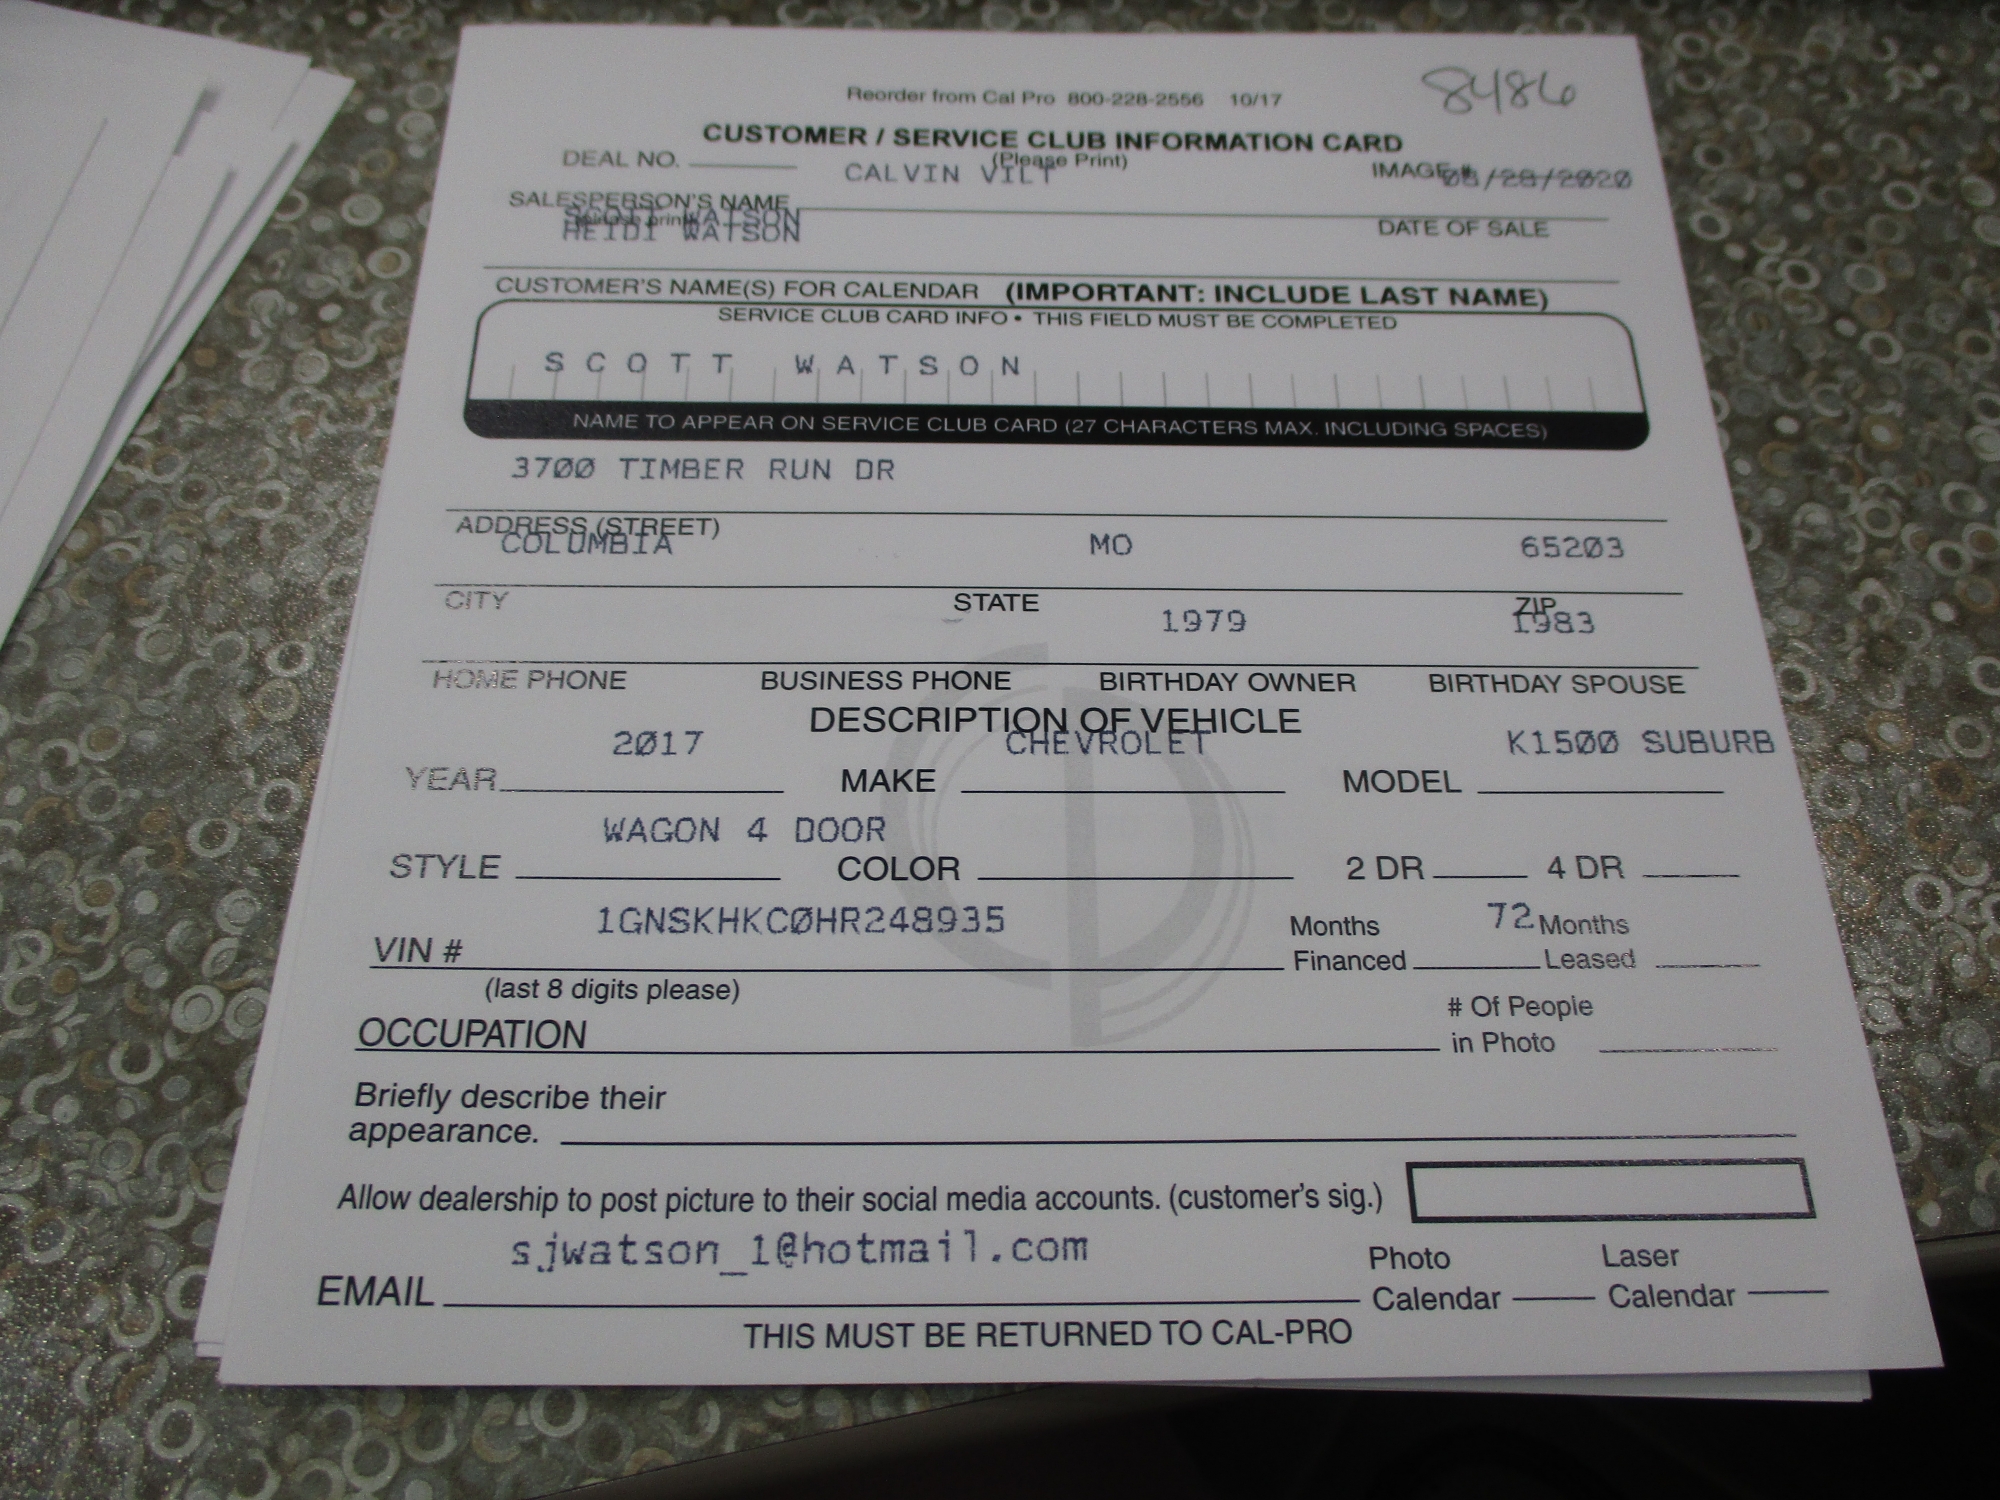 8486
Reorder from Cal Pro 800-228-2556 10/17
CUSTOMER / SERVICE CLUB INFORMATION CARD
(Please Print)
DEAL NO. CALVIN VILT IMAGE # 08/28/2020
SALESPERSON'S NAME
(please print)
DATE OF SALE
SCOTT WATSON
HEIDI WATSON
CUSTOMER'S NAME(S) FOR CALENDAR (IMPORTANT: INCLUDE LAST NAME)
SERVICE CLUB CARD INFO • THIS FIELD MUST BE COMPLETED
SCOTT WATSON
NAME TO APPEAR ON SERVICE CLUB CARD (27 CHARACTERS MAX. INCLUDING SPACES)
3700 TIMBER RUN DR
ADDRESS (STREET)
COLUMBIA MO 65203
CITY STATE ZIP
1979 1983
HOME PHONE BUSINESS PHONE BIRTHDAY OWNER BIRTHDAY SPOUSE
DESCRIPTION OF VEHICLE
2017 CHEVROLET K1500 SUBURB
YEAR MAKE MODEL
WAGON 4 DOOR
STYLE COLOR 2 DR 4 DR
1GNSKHKC0HR248935 Months 72 Months
VIN # Financed Leased
(last 8 digits please)
# Of People
OCCUPATION in Photo
Briefly describe their
appearance.
Allow dealership to post picture to their social media accounts. (customer's sig.)
sjwatson_1@hotmail.com Photo Laser
EMAIL Calendar Calendar
THIS MUST BE RETURNED TO CAL-PRO